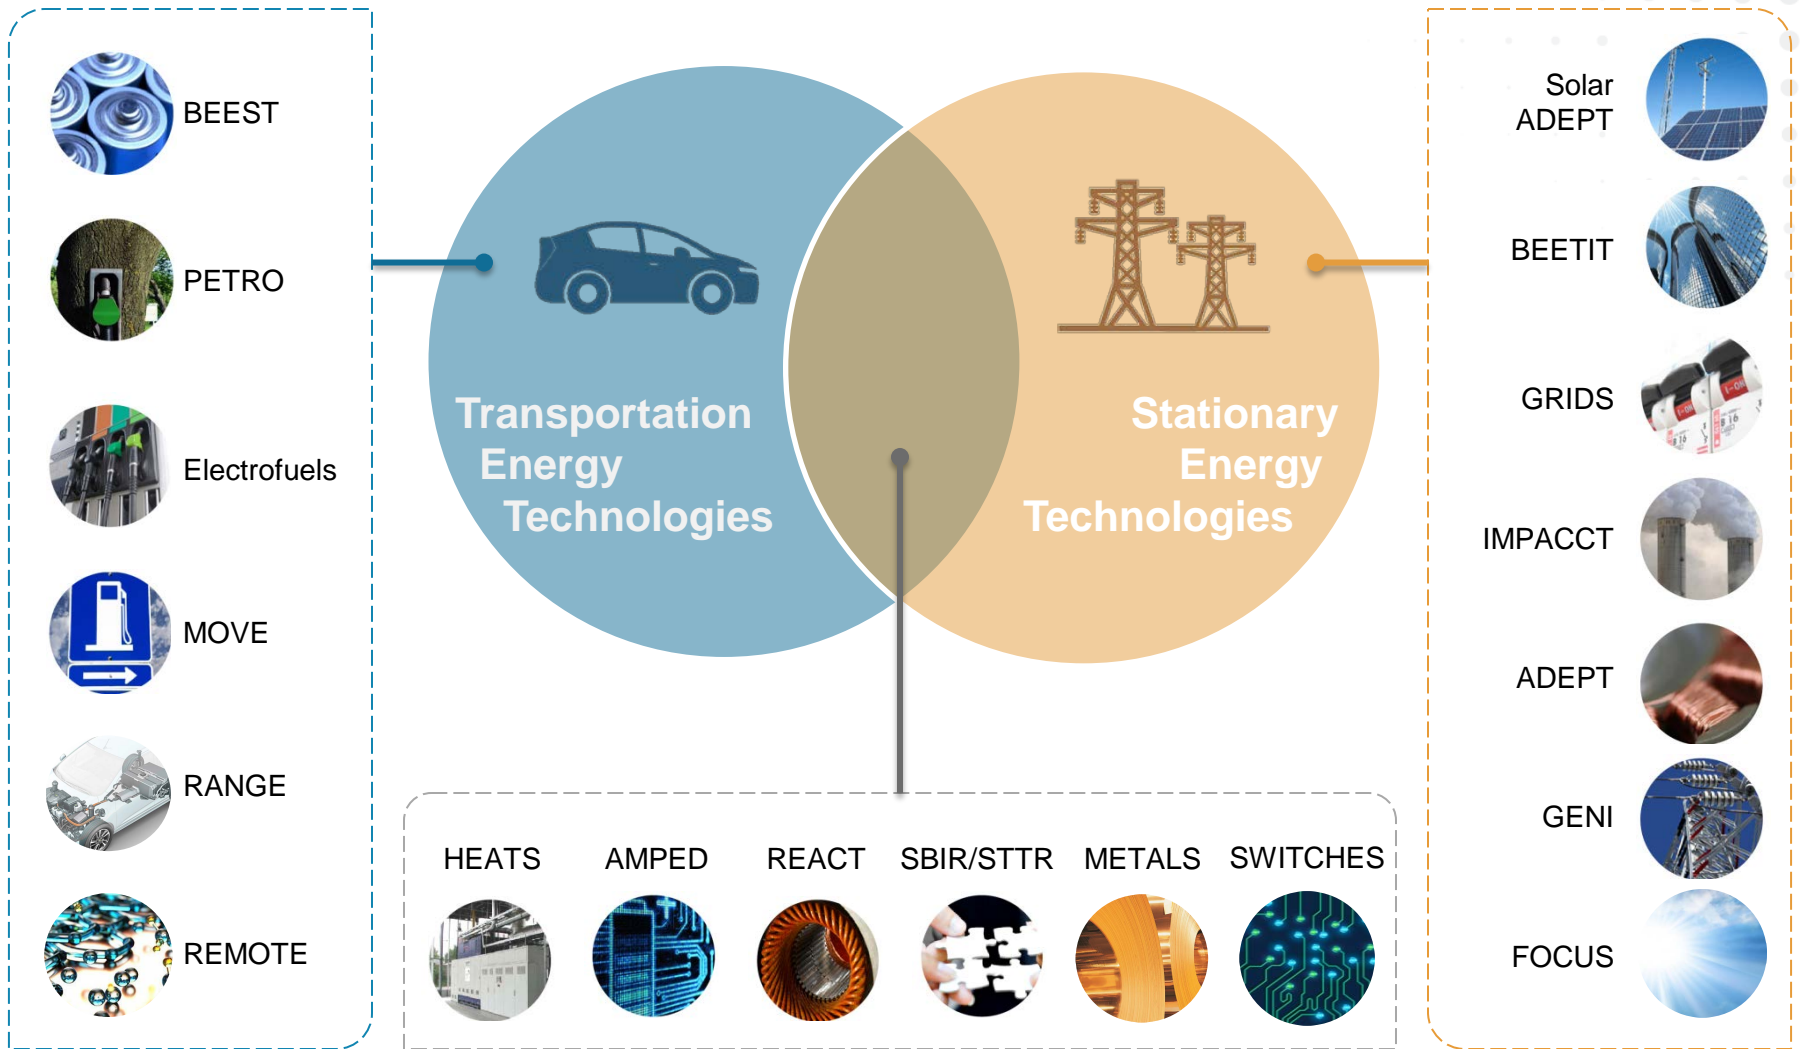 BEEST
PETRO
Electrofuels
MOVE
RANGE
REMOTE
Transportation
Energy
Technologies
Stationary
Energy
Technologies
HEATS
AMPED
REACT
SBIR/STTR
METALS
SWITCHES
Solar
ADEPT
BEETIT
GRIDS
IMPACCT
ADEPT
GENI
FOCUS